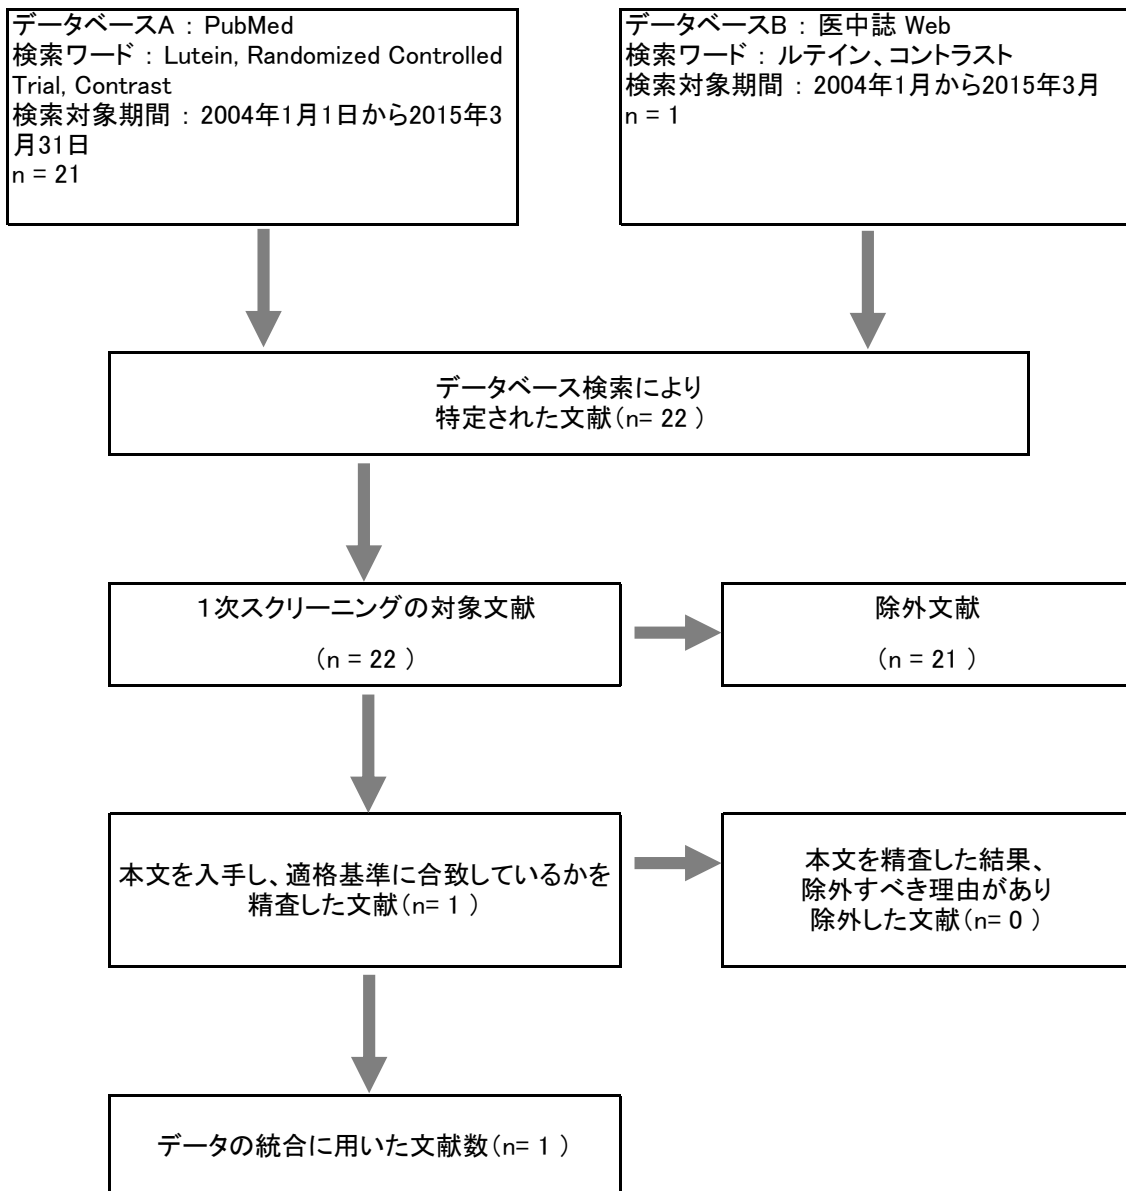 データベースA : PubMed
検索ワード : Lutein, Randomized Controlled
Trial, Contrast
検索対象期間 : 2004年1月1日から2015年3
月31日
n = 21
データベースB : 医中誌 Web
検索ワード : ルテイン、コントラスト
検索対象期間 : 2004年1月から2015年3月
n = 1
データベース検索により
特定された文献(n= 22 )
1次スクリーニングの対象文献
(n = 22 )
除外文献
(n = 21 )
本文を入手し、適格基準に合致しているかを
精査した文献(n= 1 )
本文を精査した結果、
除外すべき理由があり
除外した文献(n= 0 )
データの統合に用いた文献数(n= 1 )